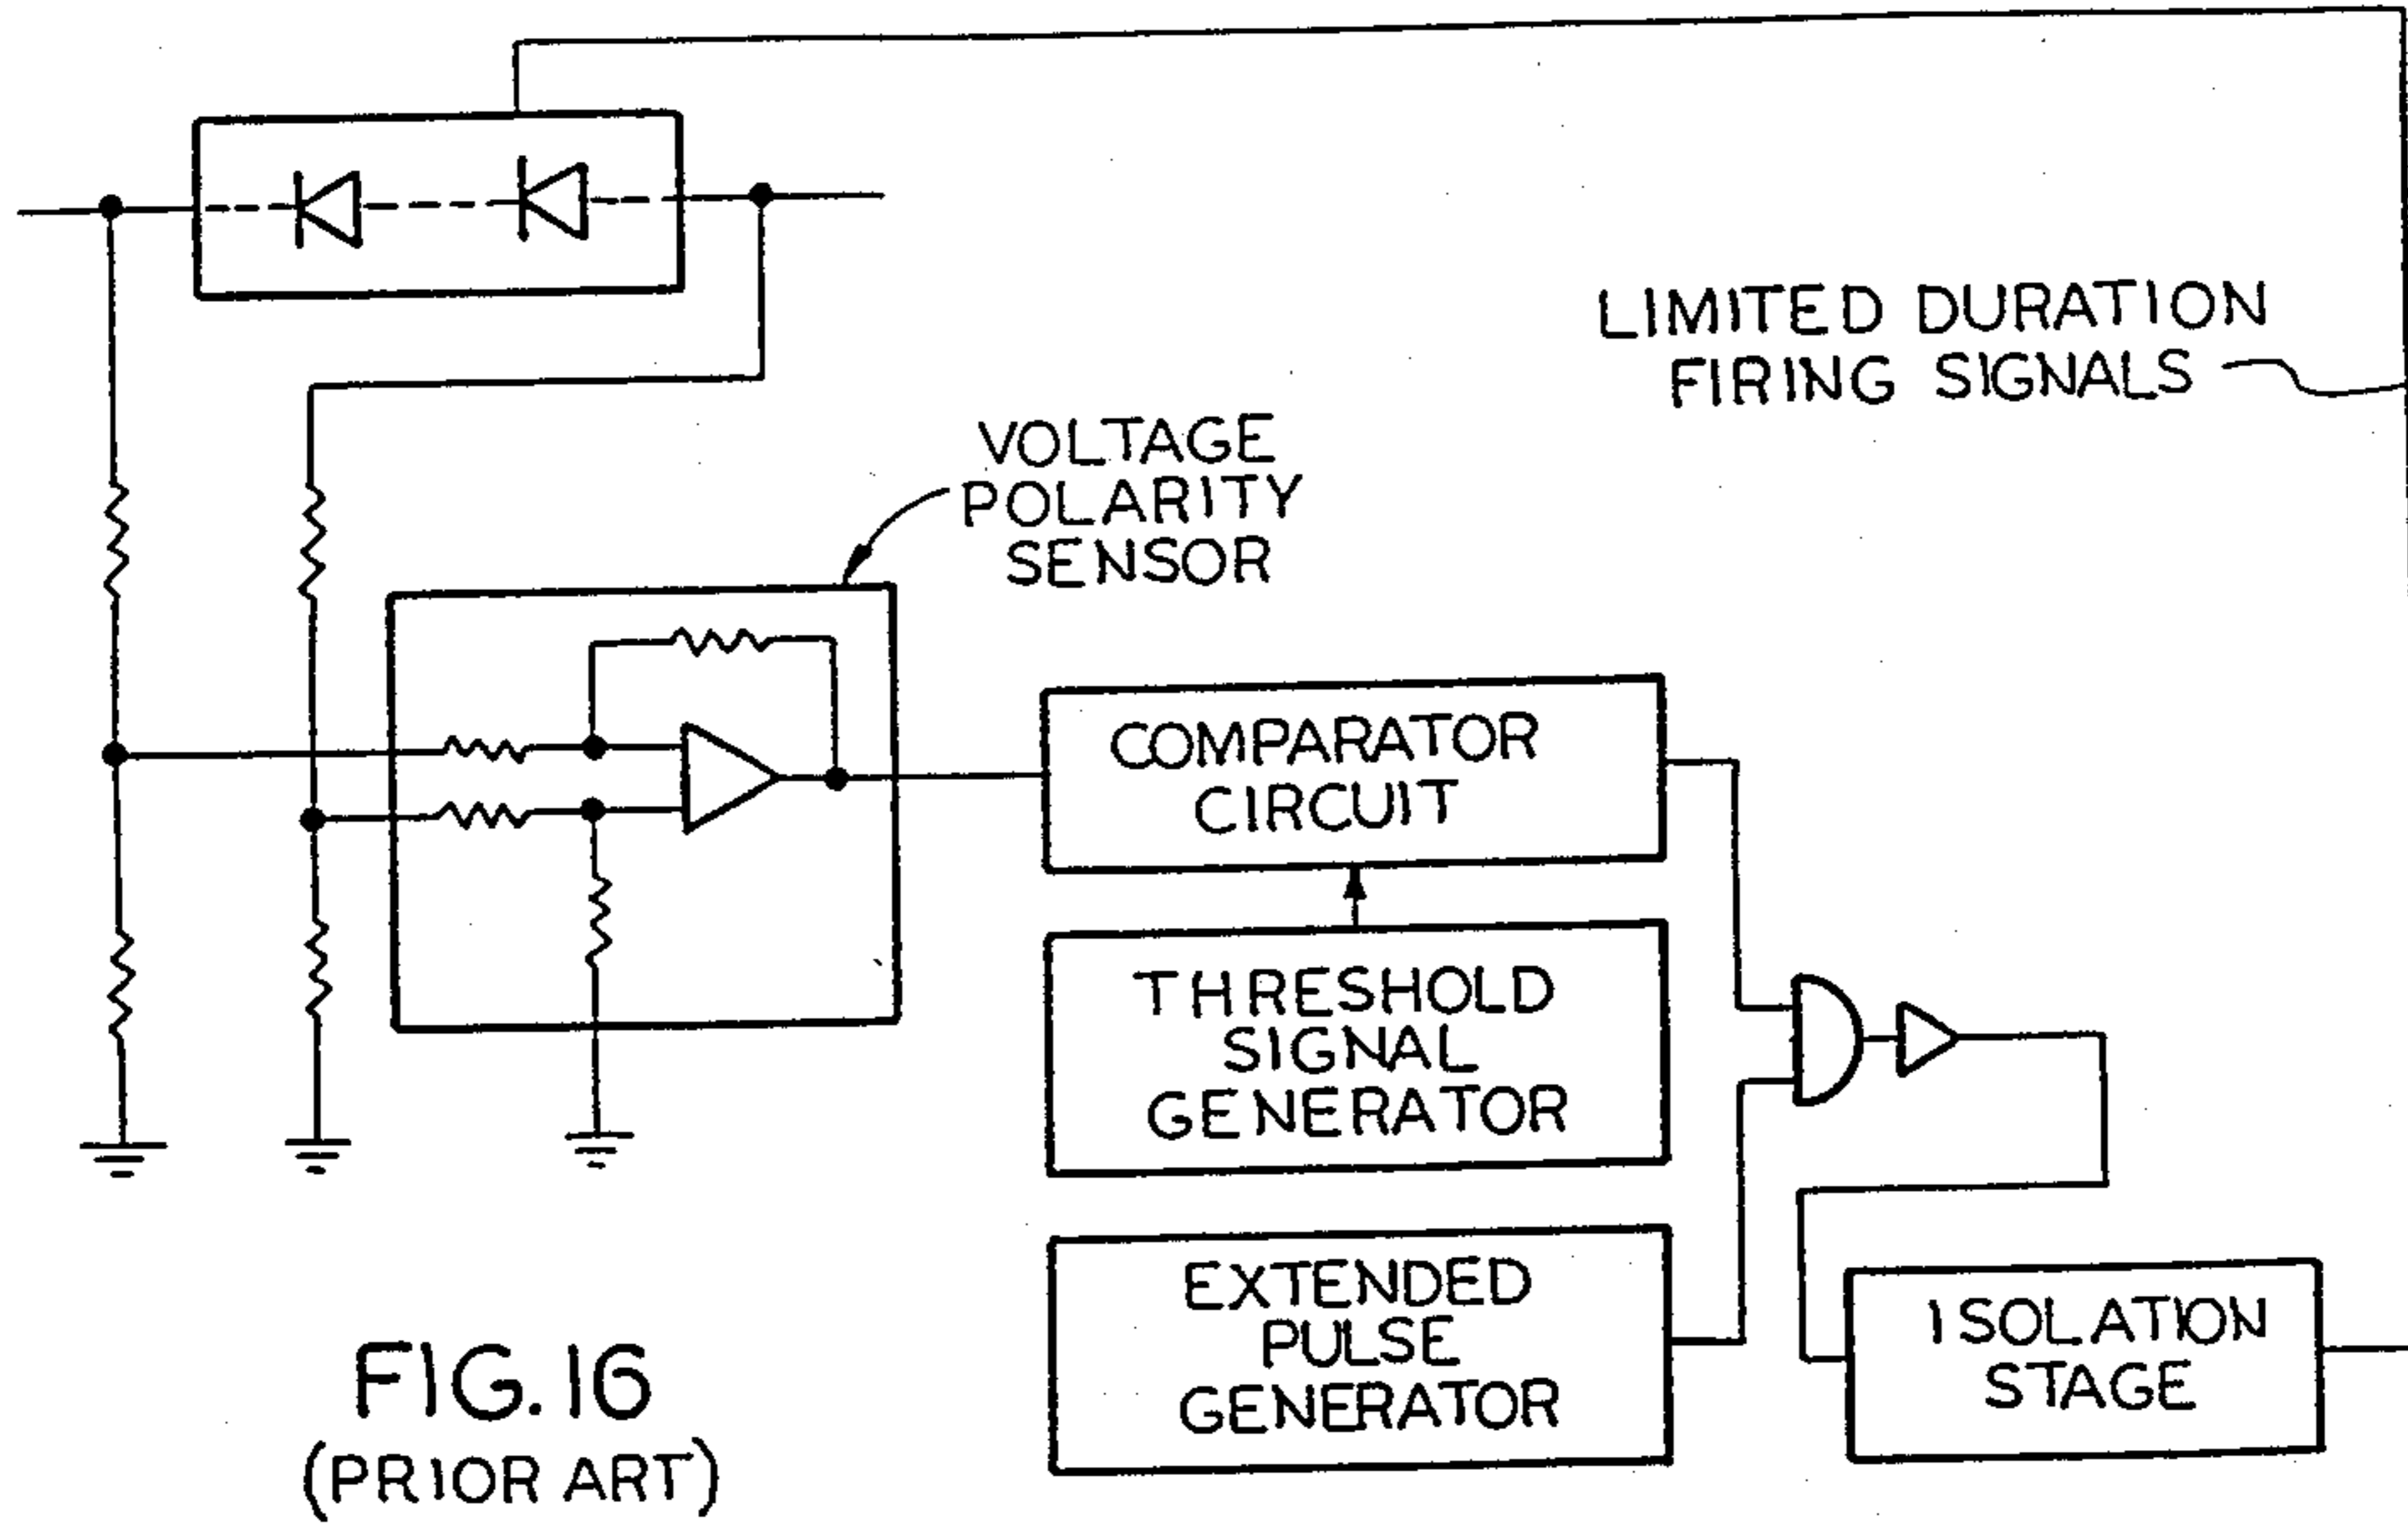 LIMITED DURATION
FIRING SIGNALS
VOLTAGE
POLARITY
SENSOR
COMPARATOR
CIRCUIT
THRESHOLD
SIGNAL
GENERATOR
EXTENDED
PULSE
GENERATOR
ISOLATION
STAGE
FIG. 16
(PRIOR ART)